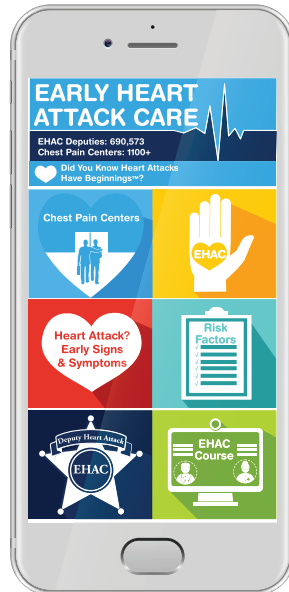 EARLY HEART
ATTACK CARE
EHAC Deputies: 690,573
Chest Pain Centers: 1100+
Did You Know Heart Attacks
Have Beginnings™?
Chest Pain Centers
EHAC
Heart Attack?
Early Signs
& Symptoms
Risk
Factors
Deputy Heart Attack
EHAC
EHAC
Course